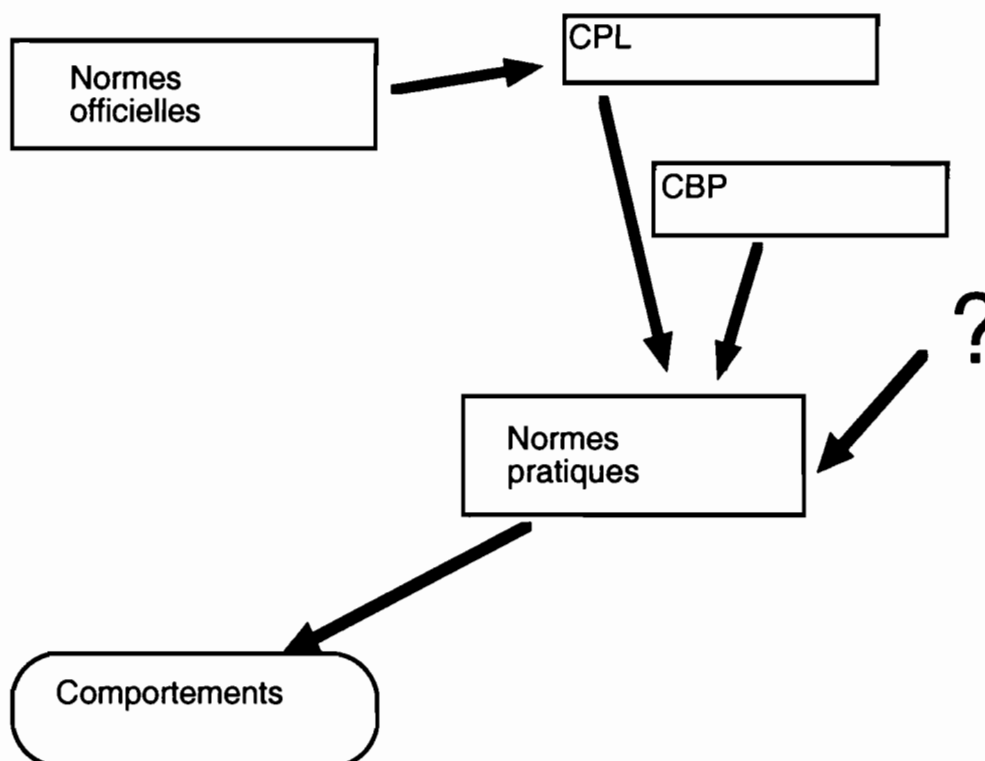 Normes
officielles
CPL
CBP
?
Normes
pratiques
Comportements